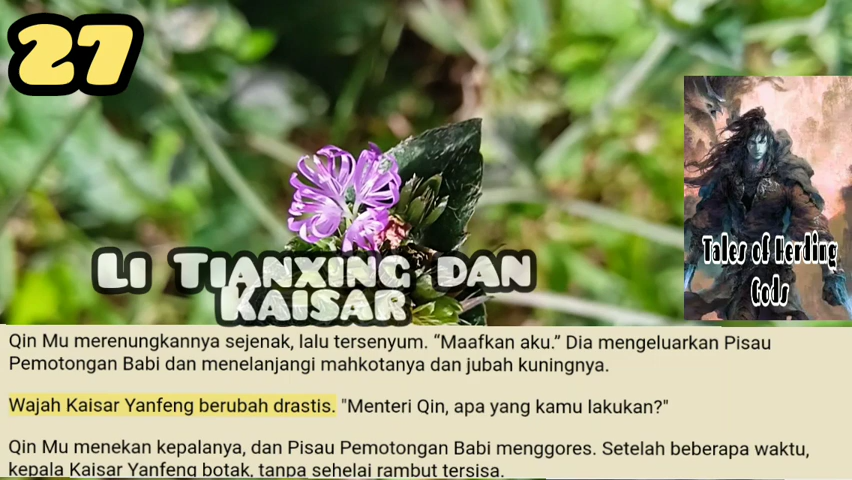 27
Tales of Herding
Gods
Li Tianxing dan
Kaisar
Qin Mu merenungkannya sejenak, lalu tersenyum. “Maafkan aku.” Dia mengeluarkan Pisau
Pemotongan Babi dan menelanjangi mahkotanya dan jubah kuningnya.
Wajah Kaisar Yanfeng berubah drastis. "Menteri Qin, apa yang kamu lakukan?"
Qin Mu menekan kepalanya, dan Pisau Pemotongan Babi menggores. Setelah beberapa waktu,
kepala Kaisar Yanfeng botak, tanpa sehelai rambut tersisa.